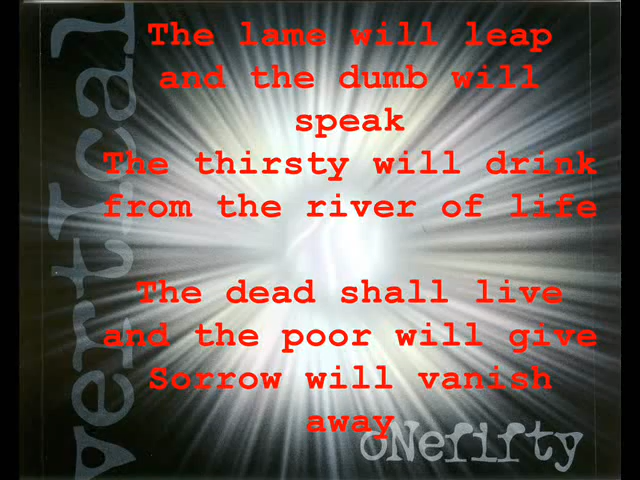 vertIcal
The lame will leap
and the dumb will
speak
The thirsty will drink
from the river of life
The dead shall live
and the poor will give
Sorrow will vanish
away
oNefifty